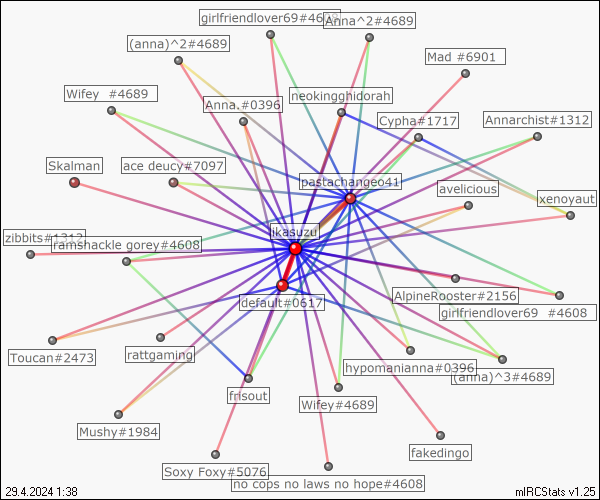 girlfriendlover69#4
Anna^2#4689
(anna)^2#4689
Mad #6901
Wifey  #4689
Anna.#0396
neokingghidorah
Cypha#1717
Annarchist#1312
Skalman
ace deucy#7097
pastachangeo41
avelicious
xenoyaut
ikasuzu
zibbits#1312
ramshackle gorey#4608
default#0617
AlpineRooster#2156
girlfriendlover69  #4608
Toucan#2473
rattgaming
hypomanianna#0396
(anna)^3#4689
frisout
Wifey#4689
Mushy#1984
fakedingo
Soxy Foxy#5076
no cops no laws no hope#4608
29.4.2024 1:38
mIRCStats v1.25